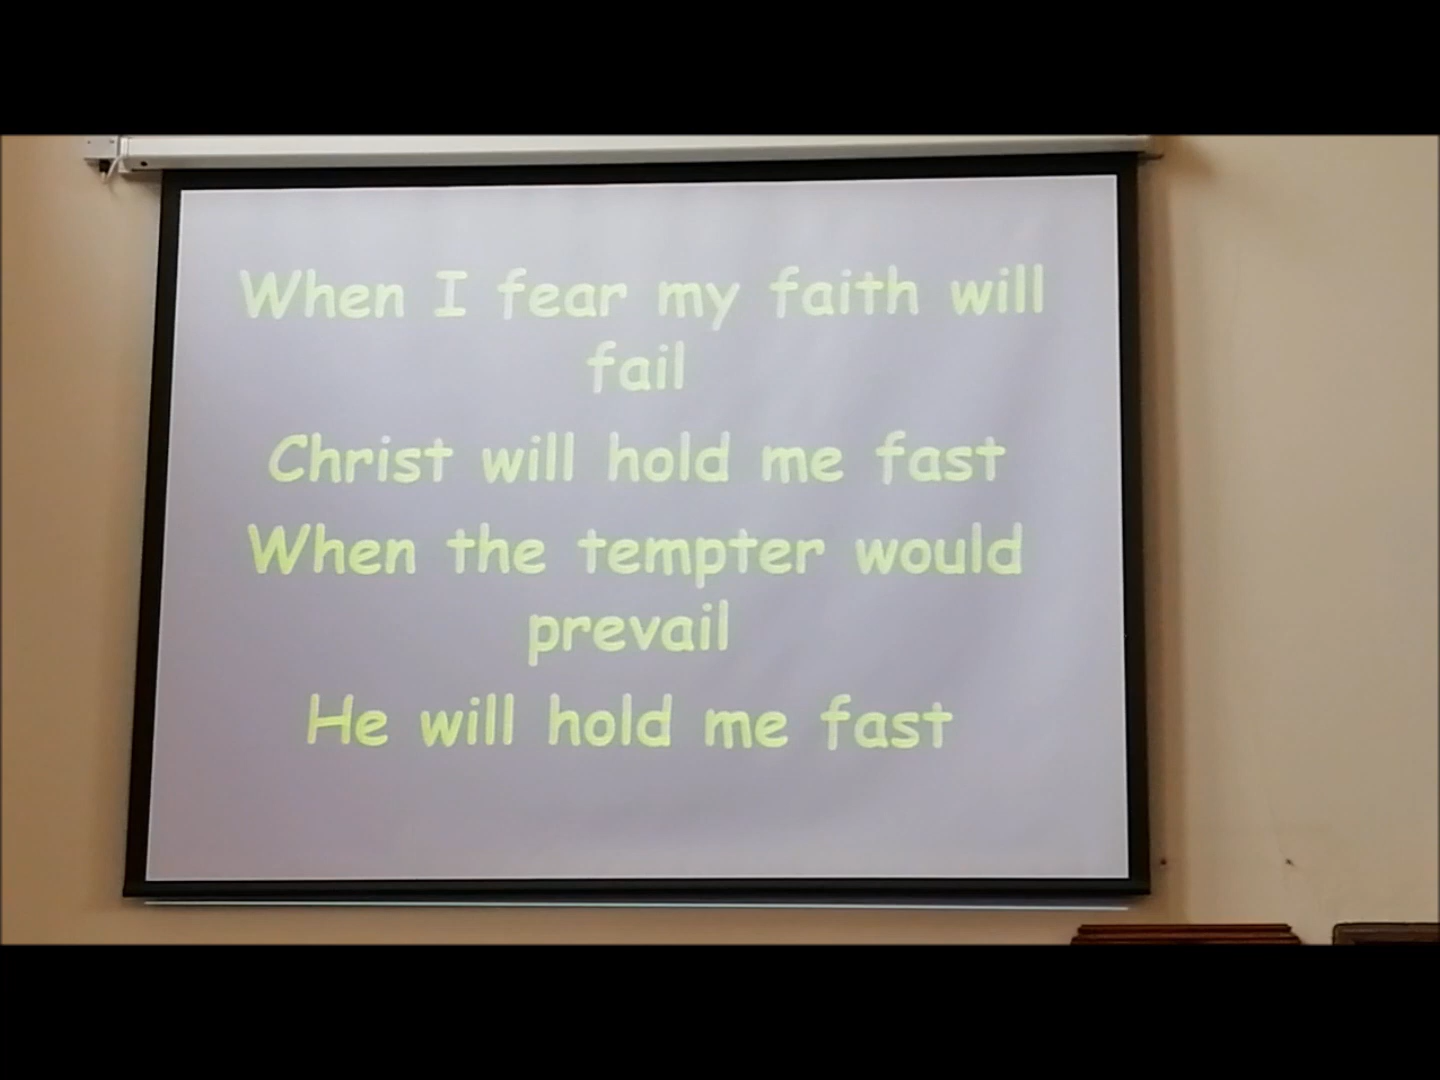 When I fear my faith will
fail
Christ will hold me fast
When the tempter would
prevail
He will hold me fast